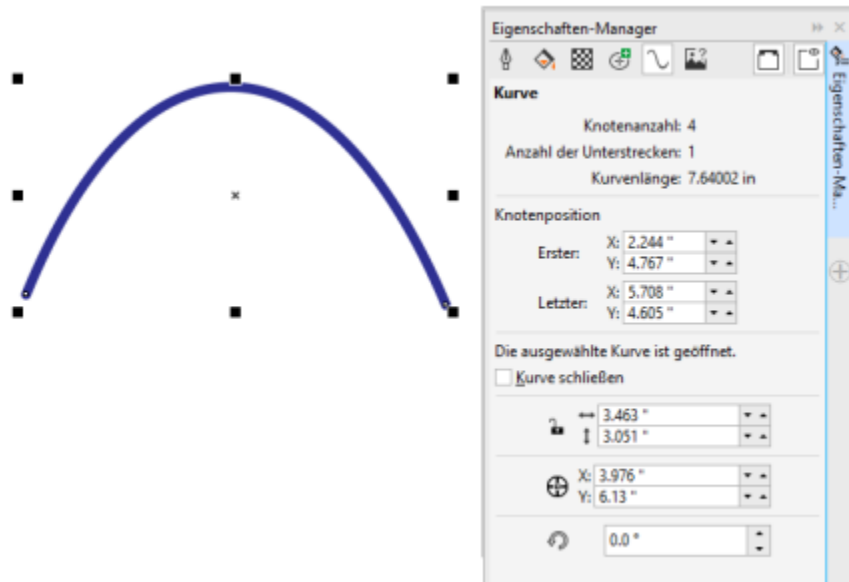 Eigenschaften-Manager
Kurve
Knotenanzahl: 4
Anzahl der Unterstrecken: 1
Kurvenlänge: 7.64002 in
Knotenposition
Erster:
X: 2.244 "
Y: 4.767 "
Letzter:
X: 5.708 "
Y: 4.605 "
Die ausgewählte Kurve ist geöffnet.
Kurve schließen
3.463 "
3.051 "
X: 3.976 "
Y: 6.13 "
0.0 °
Eigenschaften-Ma...